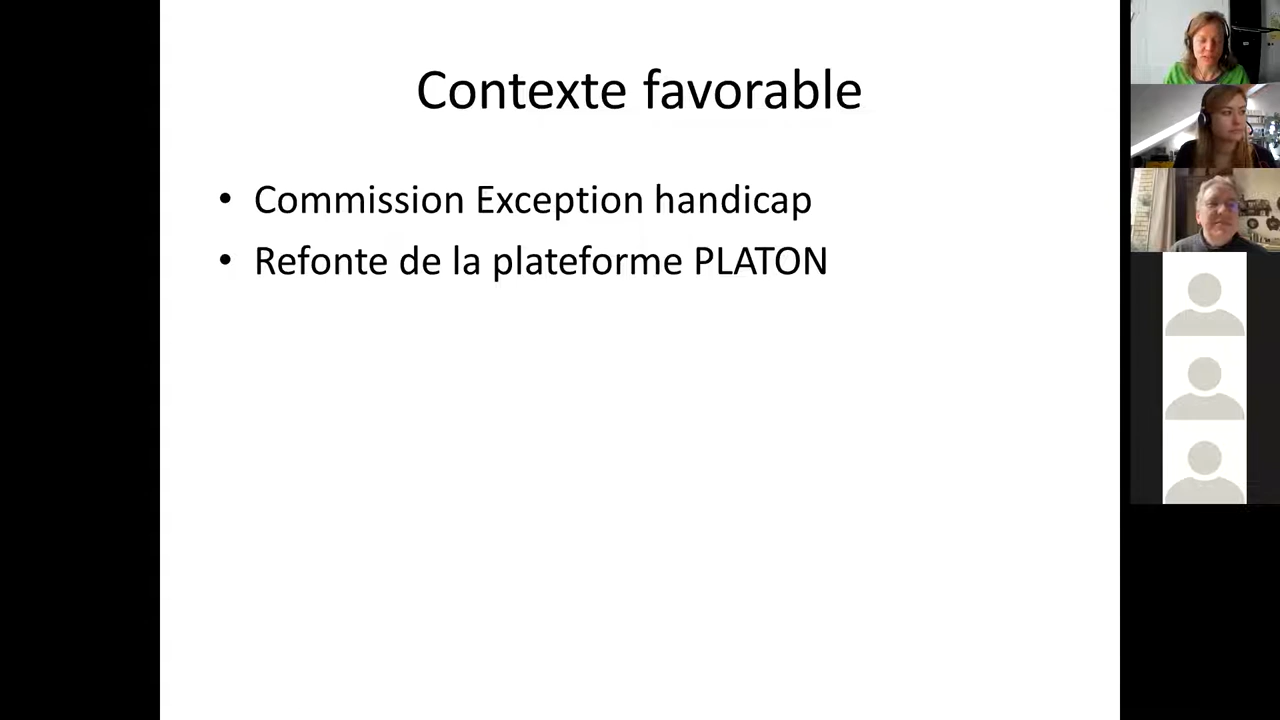 Contexte favorable
• Commission Exception handicap
• Refonte de la plateforme PLATON